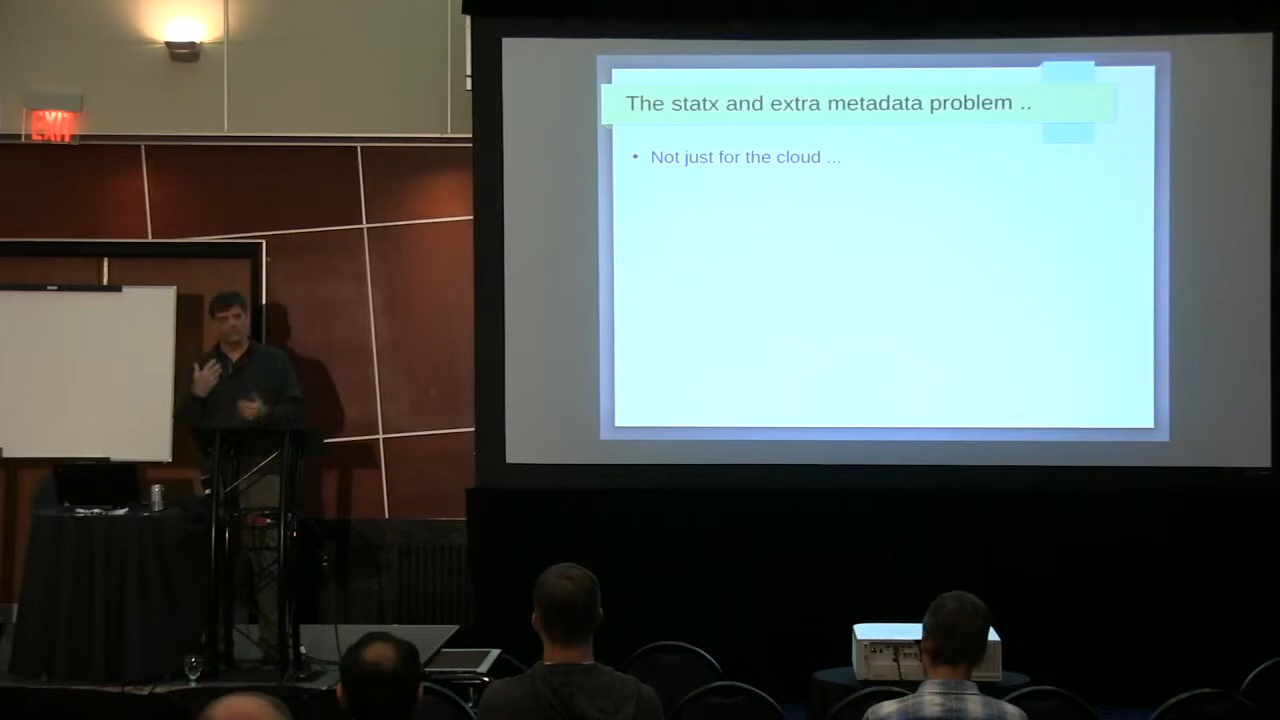 EXIT
The statx and extra metadata problem ..
• Not just for the cloud ...